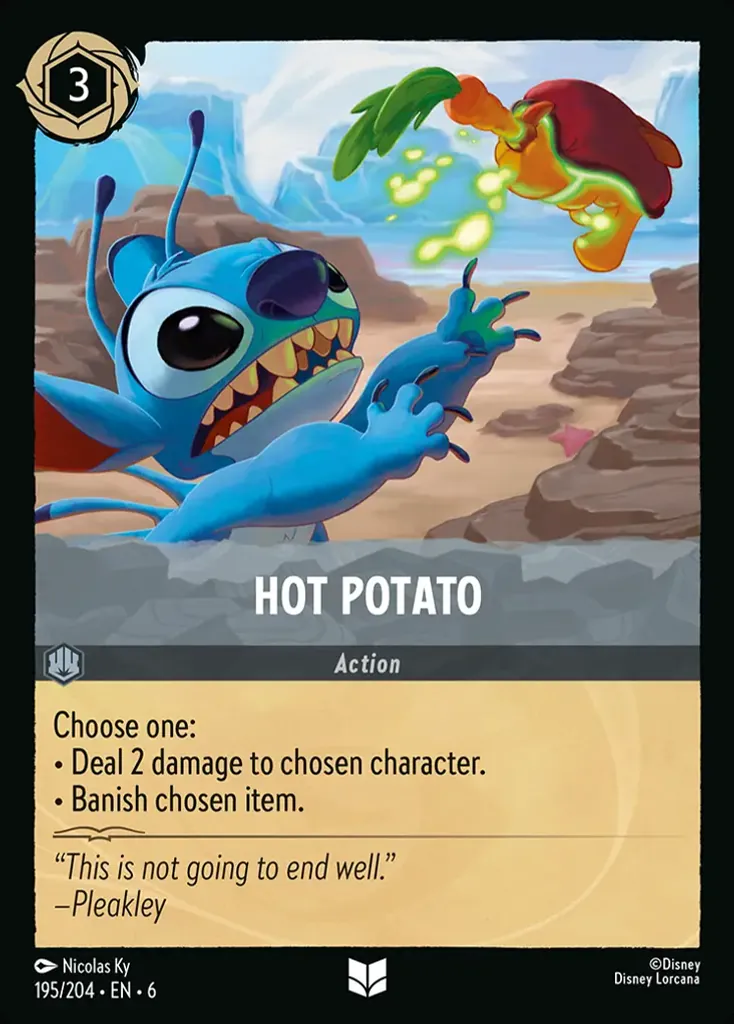 3
HOT POTATO
Action
Choose one:
• Deal 2 damage to chosen character.
• Banish chosen item.
“This is not going to end well.”
–Pleakley
Nicolas Ky
195/204 • EN • 6
©Disney
Disney Lorcana